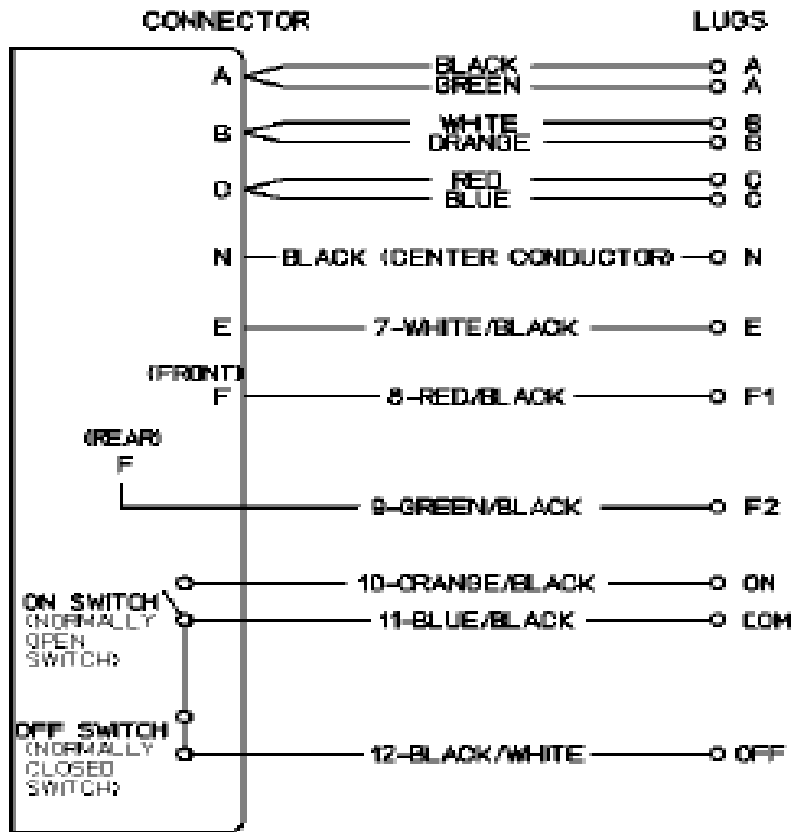 CONNECTOR LUGS
A BLACK A
GREEN A
B WHITE B
ORANGE B
C RED C
BLUE C
N BLACK (CENTER CONDUCTOR) N
E 7-WHITE/BLACK E
(FRONT)
F 8-RED/BLACK F1
(REAR)
F
9-GREEN/BLACK F2
10-ORANGE/BLACK ON
ON SWITCH
(NORMALLY
OPEN
SWITCH)
11-BLUE/BLACK COM
OFF SWITCH
(NORMALLY
CLOSED
SWITCH)
12-BLACK/WHITE OFF